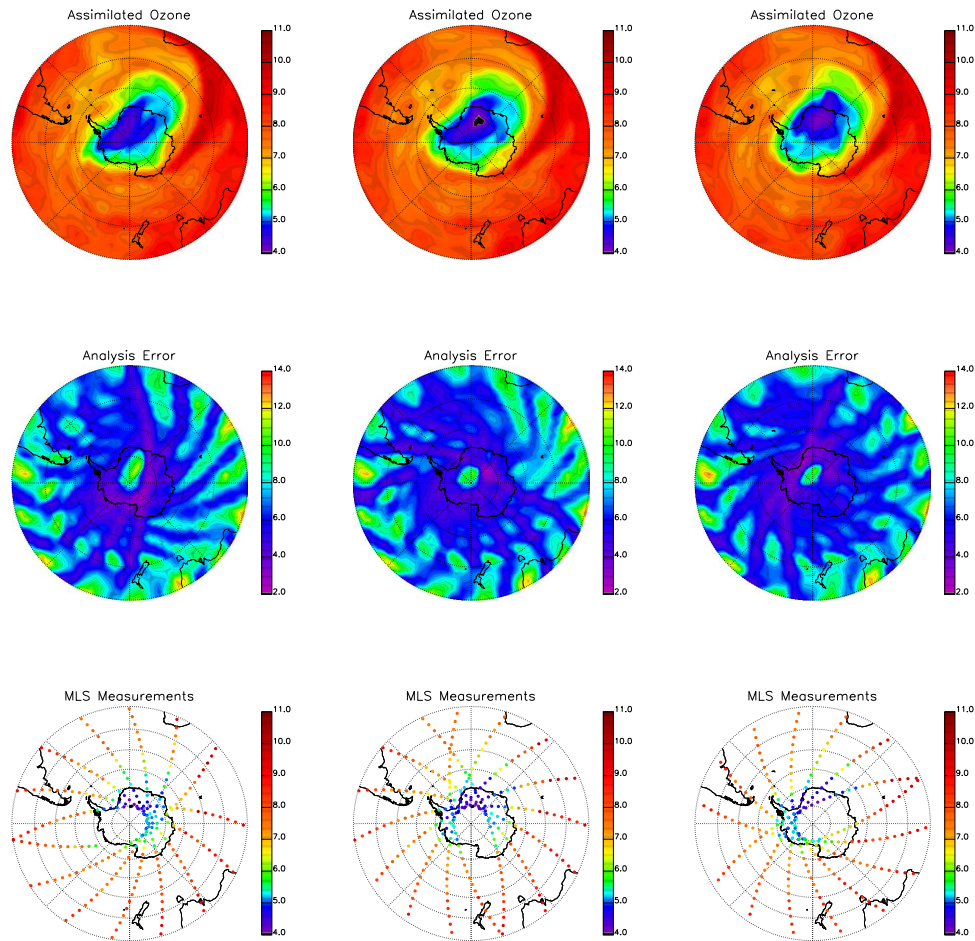 Assimilated Ozone Assimilated Ozone Assimilated Ozone
11.0 11.0 11.0
10.0 10.0 10.0
9.0 9.0 9.0
8.0 8.0 8.0
7.0 7.0 7.0
6.0 6.0 6.0
5.0 5.0 5.0
4.0 4.0 4.0
Analysis Error Analysis Error Analysis Error
14.0 14.0 14.0
12.0 12.0 12.0
10.0 10.0 10.0
8.0 8.0 8.0
6.0 6.0 6.0
4.0 4.0 4.0
2.0 2.0 2.0
MLS Measurements MLS Measurements MLS Measurements
11.0 11.0 11.0
10.0 10.0 10.0
9.0 9.0 9.0
8.0 8.0 8.0
7.0 7.0 7.0
6.0 6.0 6.0
5.0 5.0 5.0
4.0 4.0 4.0